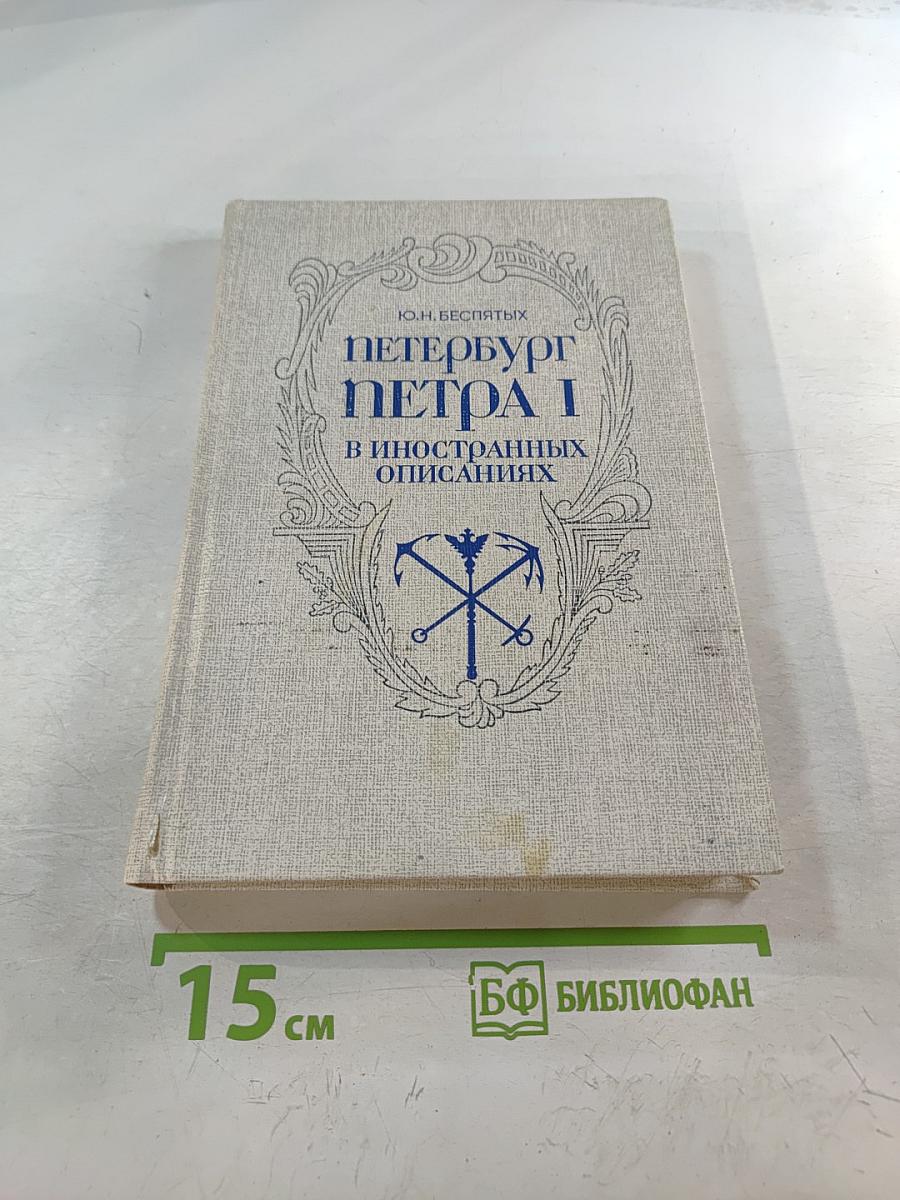 Ю.Н. БЕСПЯТЫХ
ПЕТЕРБУРГ
ПЕТРА I
В ИНОСТРАННЫХ
ОПИСАНИЯХ
15 см
БФ БИБЛИОФАН